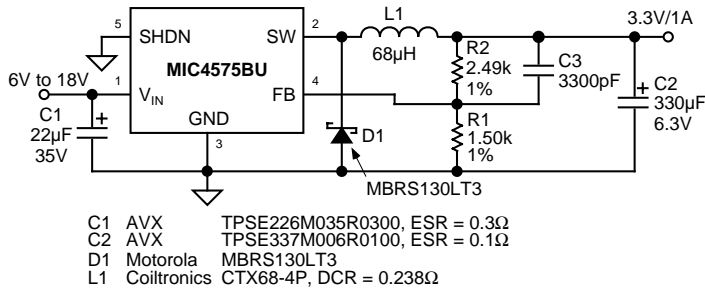 5
SHDN
SW
2
L1
68µH
3.3V/1A
MIC4575BU
R2
2.49k
1%
C3
3300pF
6V to 18V
1
VIN
FB
4
C2
330µF
6.3V
C1
22µF
35V
GND
3
D1
R1
1.50k
1%
MBRS130LT3
C1 AVX TPSE226M035R0300, ESR = 0.3Ω
C2 AVX TPSE337M006R0100, ESR = 0.1Ω
D1 Motorola MBRS130LT3
L1 Coiltronics CTX68-4P, DCR = 0.238Ω